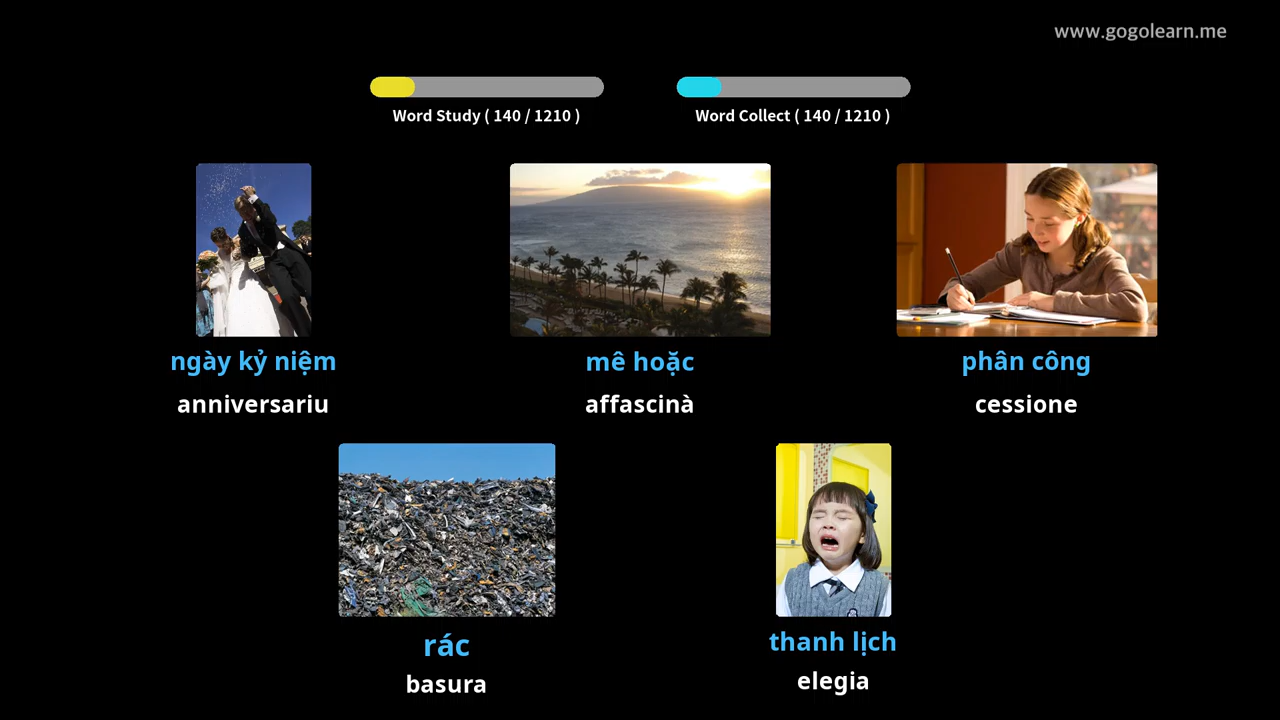 www.gogolearn.me
Word Study ( 140 / 1210 )
Word Collect ( 140 / 1210 )
ngày kỷ niệm
mê hoặc
phân công
anniversariu
affascinà
cessione
rác
thanh lịch
basura
elegia